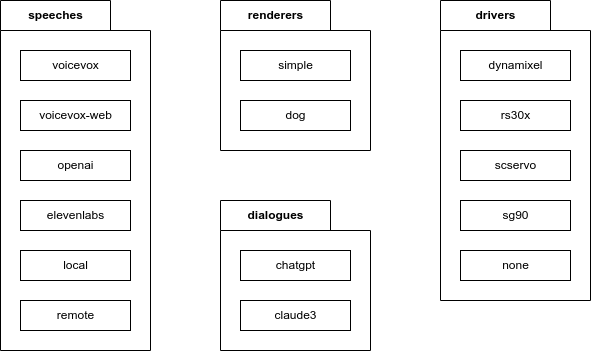 speeches
voicevox
voicevox-web
openai
elevenlabs
local
remote
renderers
simple
dog
dialogues
chatgpt
claude3
drivers
dynamixel
rs30x
scservo
sg90
none